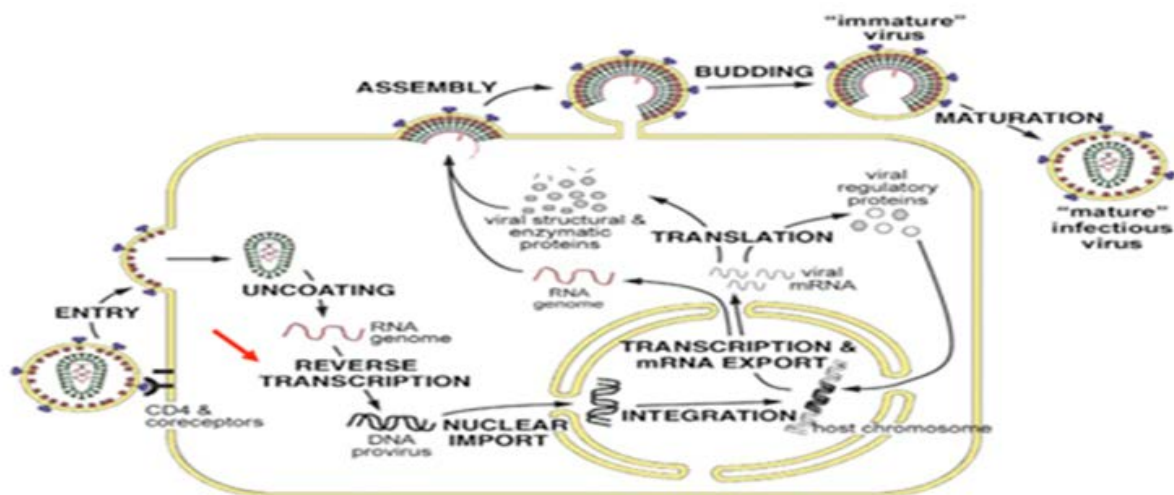 "immature"
virus
ASSEMBLY
BUDDING
MATURATION
"mature"
infectious
virus
viral
regulatory
proteins
viral structural &
enzymatic
proteins
TRANSLATION
UNCOATING
RNA
genome
viral
mRNA
ENTRY
RNA
genome
TRANSCRIPTION &
mRNA EXPORT
REVERSE
TRANSCRIPTION
CD4 &
coreceptors
DNA
provirus
NUCLEAR
IMPORT
INTEGRATION
host chromosome